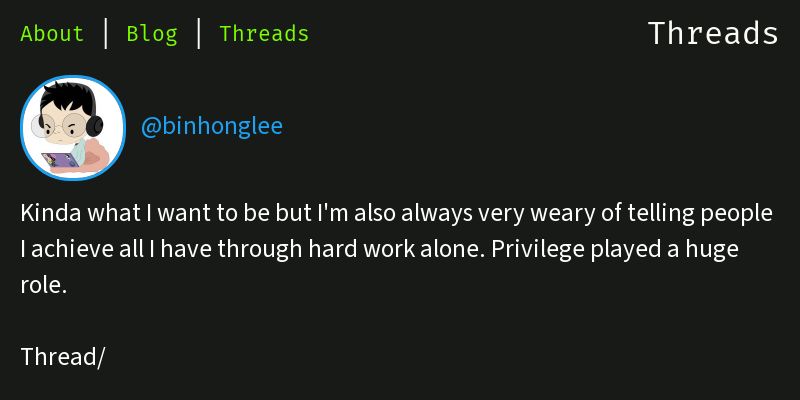 About | Blog | Threads
Threads
@binhonglee
Kinda what I want to be but I'm also always very weary of telling people
I achieve all I have through hard work alone. Privilege played a huge
role.
Thread/